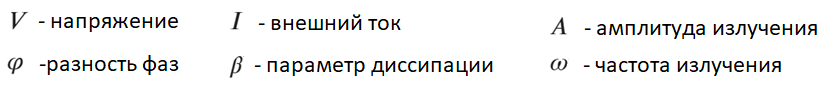 V - напряжение I - внешний ток A - амплитуда излучения
φ -разность фаз β - параметр диссипации ω - частота излучения